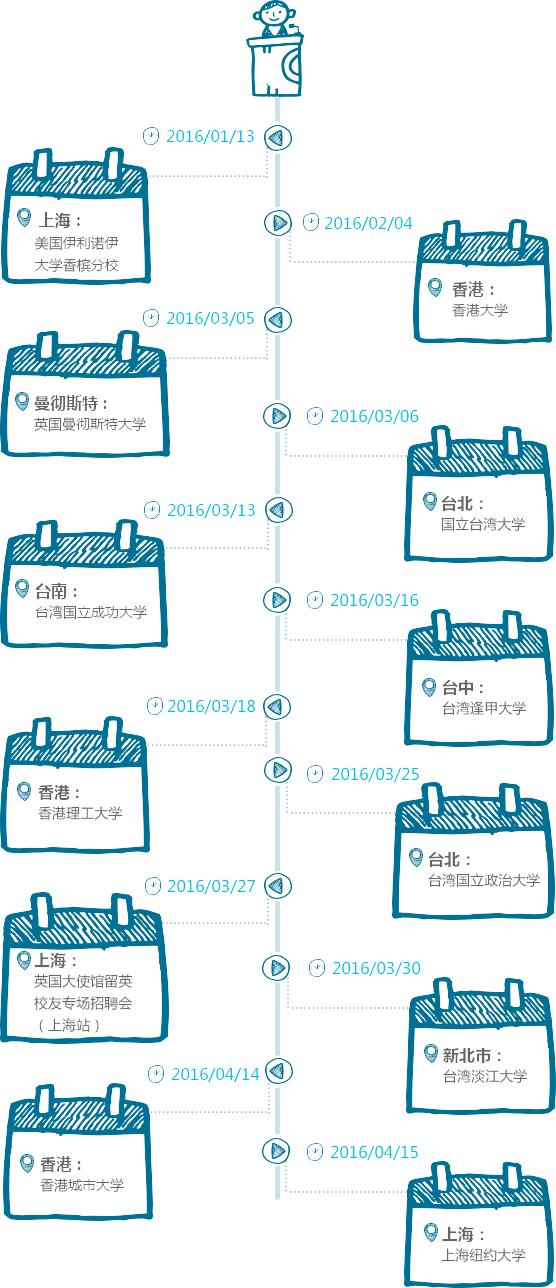 2016/01/13
上海：
美国伊利诺伊
大学香槟分校
2016/02/04
香港：
香港大学
2016/03/05
曼彻斯特：
英国曼彻斯特大学
2016/03/06
台北：
国立台湾大学
2016/03/13
台南：
台湾国立成功大学
2016/03/16
台中：
台湾逢甲大学
2016/03/18
香港：
香港理工大学
2016/03/25
台北：
台湾国立政治大学
2016/03/27
上海：
英国大使馆留英
校友专场招聘会
（上海站）
2016/03/30
新北市：
台湾淡江大学
2016/04/14
香港：
香港城市大学
2016/04/15
上海：
上海纽约大学